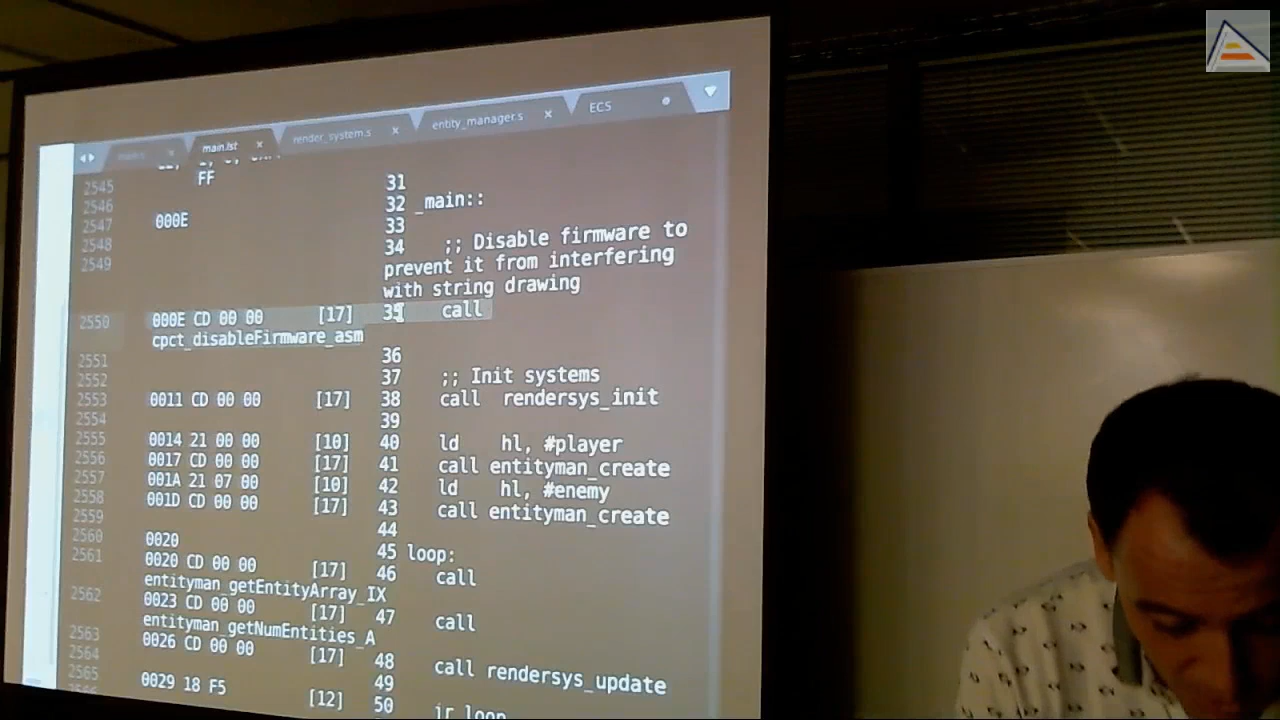 main.lst × render_system.s × entity_manager.s × ECS
2545 FF 31
2546 32 _main::
2547 000E 33
2548 34 ;; Disable firmware to
2549 prevent it from interfering
with string drawing
2550 000E CD 00 00 [17] 35 call
cpct_disableFirmware_asm
2551 36
2552 37 ;; Init systems
2553 0011 CD 00 00 [17] 38 call rendersys_init
2554 39
2555 0014 21 00 00 [10] 40 ld hl, #player
2556 0017 CD 00 00 [17] 41 call entityman_create
2557 001A 21 07 00 [10] 42 ld hl, #enemy
2558 001D CD 00 00 [17] 43 call entityman_create
2559 44
2560 0020 45 loop:
2561 0020 CD 00 00 [17] 46 call
entityman_getEntityArray_IX
2562 0023 CD 00 00 [17] 47 call
entityman_getNumEntities_A
2563 0026 CD 00 00 [17] 48 call rendersys_update
2564 49
2565 0029 18 F5 [12] 50 jr loop